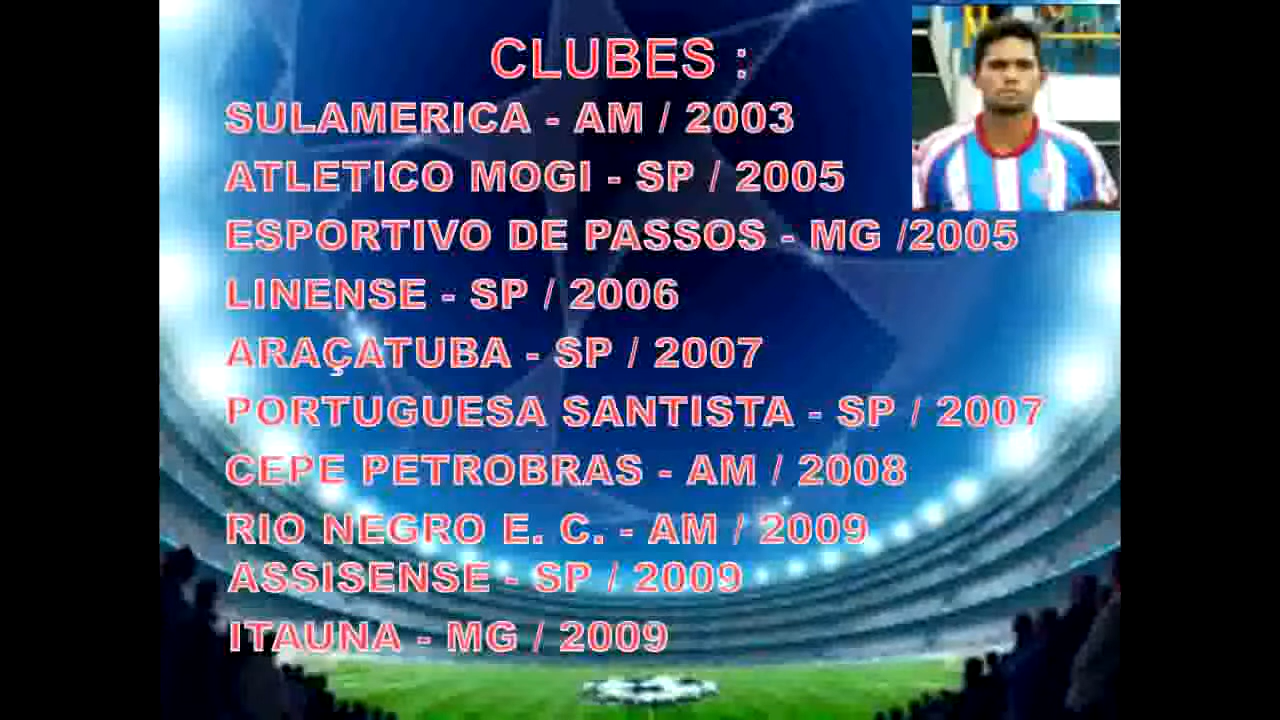 CLUBES :
SULAMERICA - AM / 2003
ATLETICO MOGI - SP / 2005
ESPORTIVO DE PASSOS - MG /2005
LINENSE - SP / 2006
ARAÇATUBA - SP / 2007
PORTUGUESA SANTISTA - SP / 2007
CEPE PETROBRAS - AM / 2008
RIO NEGRO E. C. - AM / 2009
ASSISENSE - SP / 2009
ITAUNA - MG / 2009